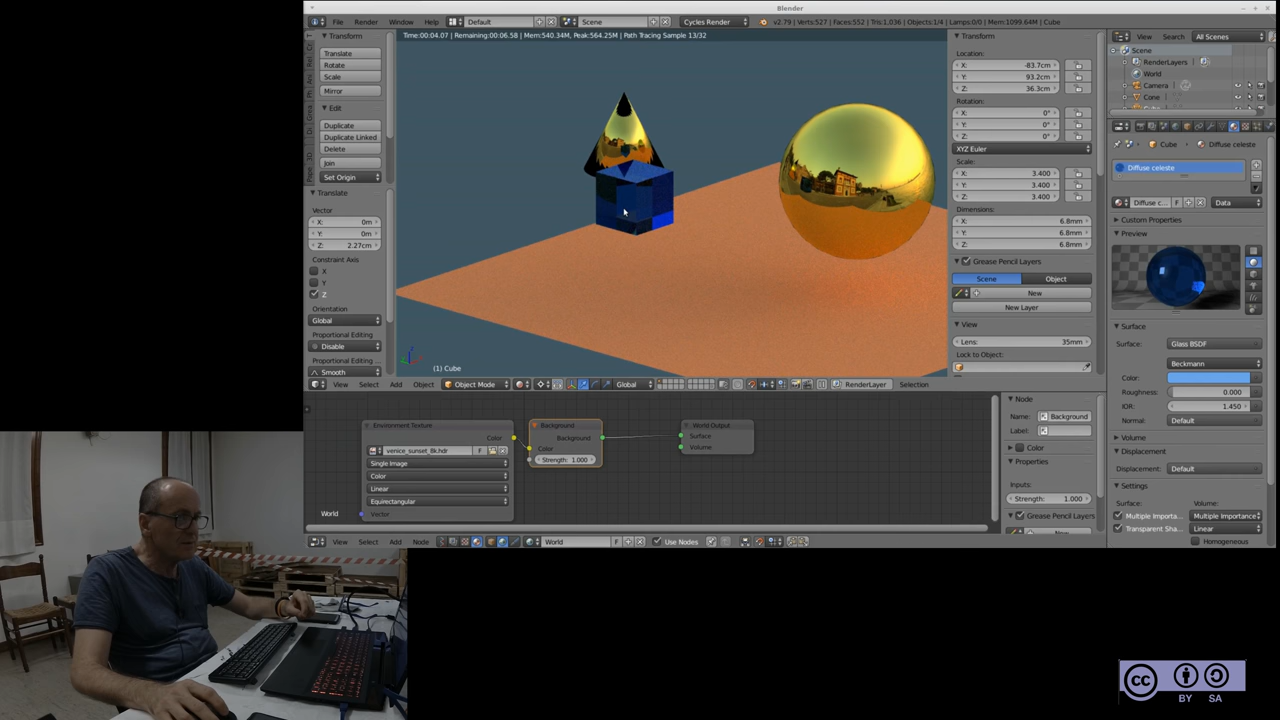 Blender
File Render Window Help Default Scene Cycles Render v2.79 | Verts:527 | Faces:552 | Tris:1,036 | Objects:1/4 | Lamps:0/0 | Mem:1099.64M | Cube
Time:00:04.07 | Remaining:00:06.58 | Mem:540.34M, Peak:564.25M | Path Tracing Sample 13/32
Transform
Translate
Rotate
Scale
Mirror
Edit
Duplicate
Duplicate Linked
Delete
Join
Set Origin
Translate
Vector
X: 0m
Y: 0m
Z: 2.27cm
Constraint Axis
X
Y
Z
Orientation
Global
Proportional Editing
Disable
Proportional Editing
Smooth
(1) Cube
View Select Add Object Object Mode Global RenderLayer Selection
Transform
Location:
X: -83.7cm
Y: 93.2cm
Z: 36.3cm
Rotation:
X: 0°
Y: 0°
Z: 0°
XYZ Euler
Scale:
X: 3.400
Y: 3.400
Z: 3.400
Dimensions:
X: 6.8mm
Y: 6.8mm
Z: 6.8mm
Grease Pencil Layers
Scene Object
New
New Layer
View
Lens: 35mm
Lock to Object:
View Search All Scenes
Scene
RenderLayers
World
Camera
Cone
Cube Diffuse celeste
Diffuse celeste
Diffuse c... F Data
Custom Properties
Preview
Surface
Surface: Glass BSDF
Beckmann
Color:
Roughness: 0.000
IOR: 1.450
Normal: Default
Volume
Displacement
Displacement: Default
Settings
Surface: Volume:
Multiple Importa... Multiple Importance
Transparent Sha... Linear
Homogeneous
Environment Texture
Color
venice_sunset_8k.hdr F
Single Image
Color
Linear
Equirectangular
Vector
World
Background
Background
Color
Strength: 1.000
World Output
Surface
Volume
Node
Name: Background
Label:
Color
Properties
Inputs:
Strength: 1.000
Grease Pencil Layers
View Select Add Node World F Use Nodes
cc
BY SA